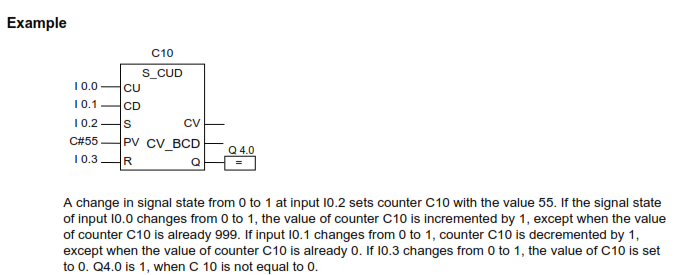 Example
C10
S_CUD
I 0.0 CU
I 0.1 CD
I 0.2 S CV
C#55 PV CV_BCD Q 4.0
I 0.3 R Q =
A change in signal state from 0 to 1 at input I0.2 sets counter C10 with the value 55. If the signal state
of input I0.0 changes from 0 to 1, the value of counter C10 is incremented by 1, except when the value
of counter C10 is already 999. If input I0.1 changes from 0 to 1, counter C10 is decremented by 1,
except when the value of counter C10 is already 0. If I0.3 changes from 0 to 1, the value of C10 is set
to 0. Q4.0 is 1, when C 10 is not equal to 0.